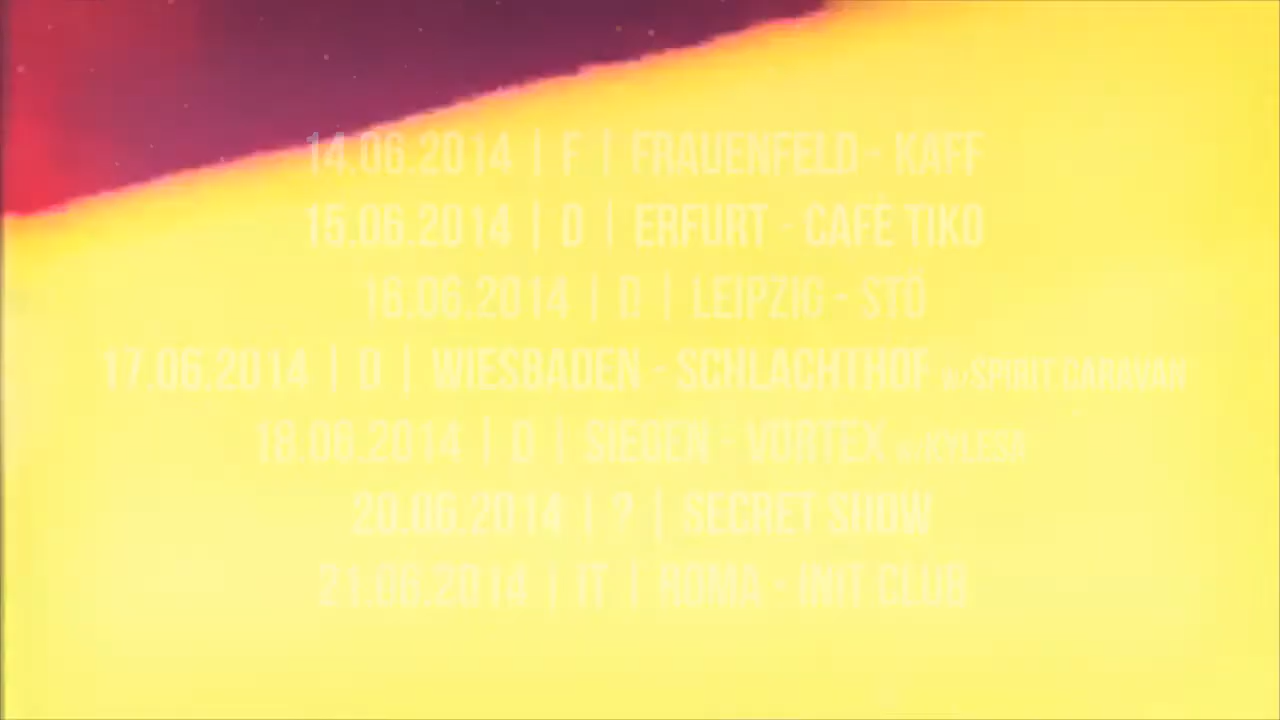 14.06.2014 | F | FRAUENFELD - KAFF
15.06.2014 | D | ERFURT - CAFÉ TIKO
16.06.2014 | D | LEIPZIG - STÖ
17.06.2014 | D | WIESBADEN - SCHLACHTHOF w/SPIRIT CARAVAN
18.06.2014 | D | SIEGEN - VORTEX w/KYLESA
20.06.2014 | ? | SECRET SHOW
21.06.2014 | IT | ROMA - INIT CLUB